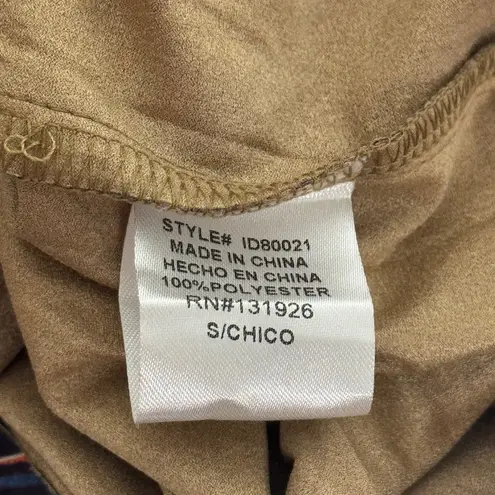 STYLE# ID80021
MADE IN CHINA
HECHO EN CHINA
100%POLYESTER
RN#131926
S/CHICO